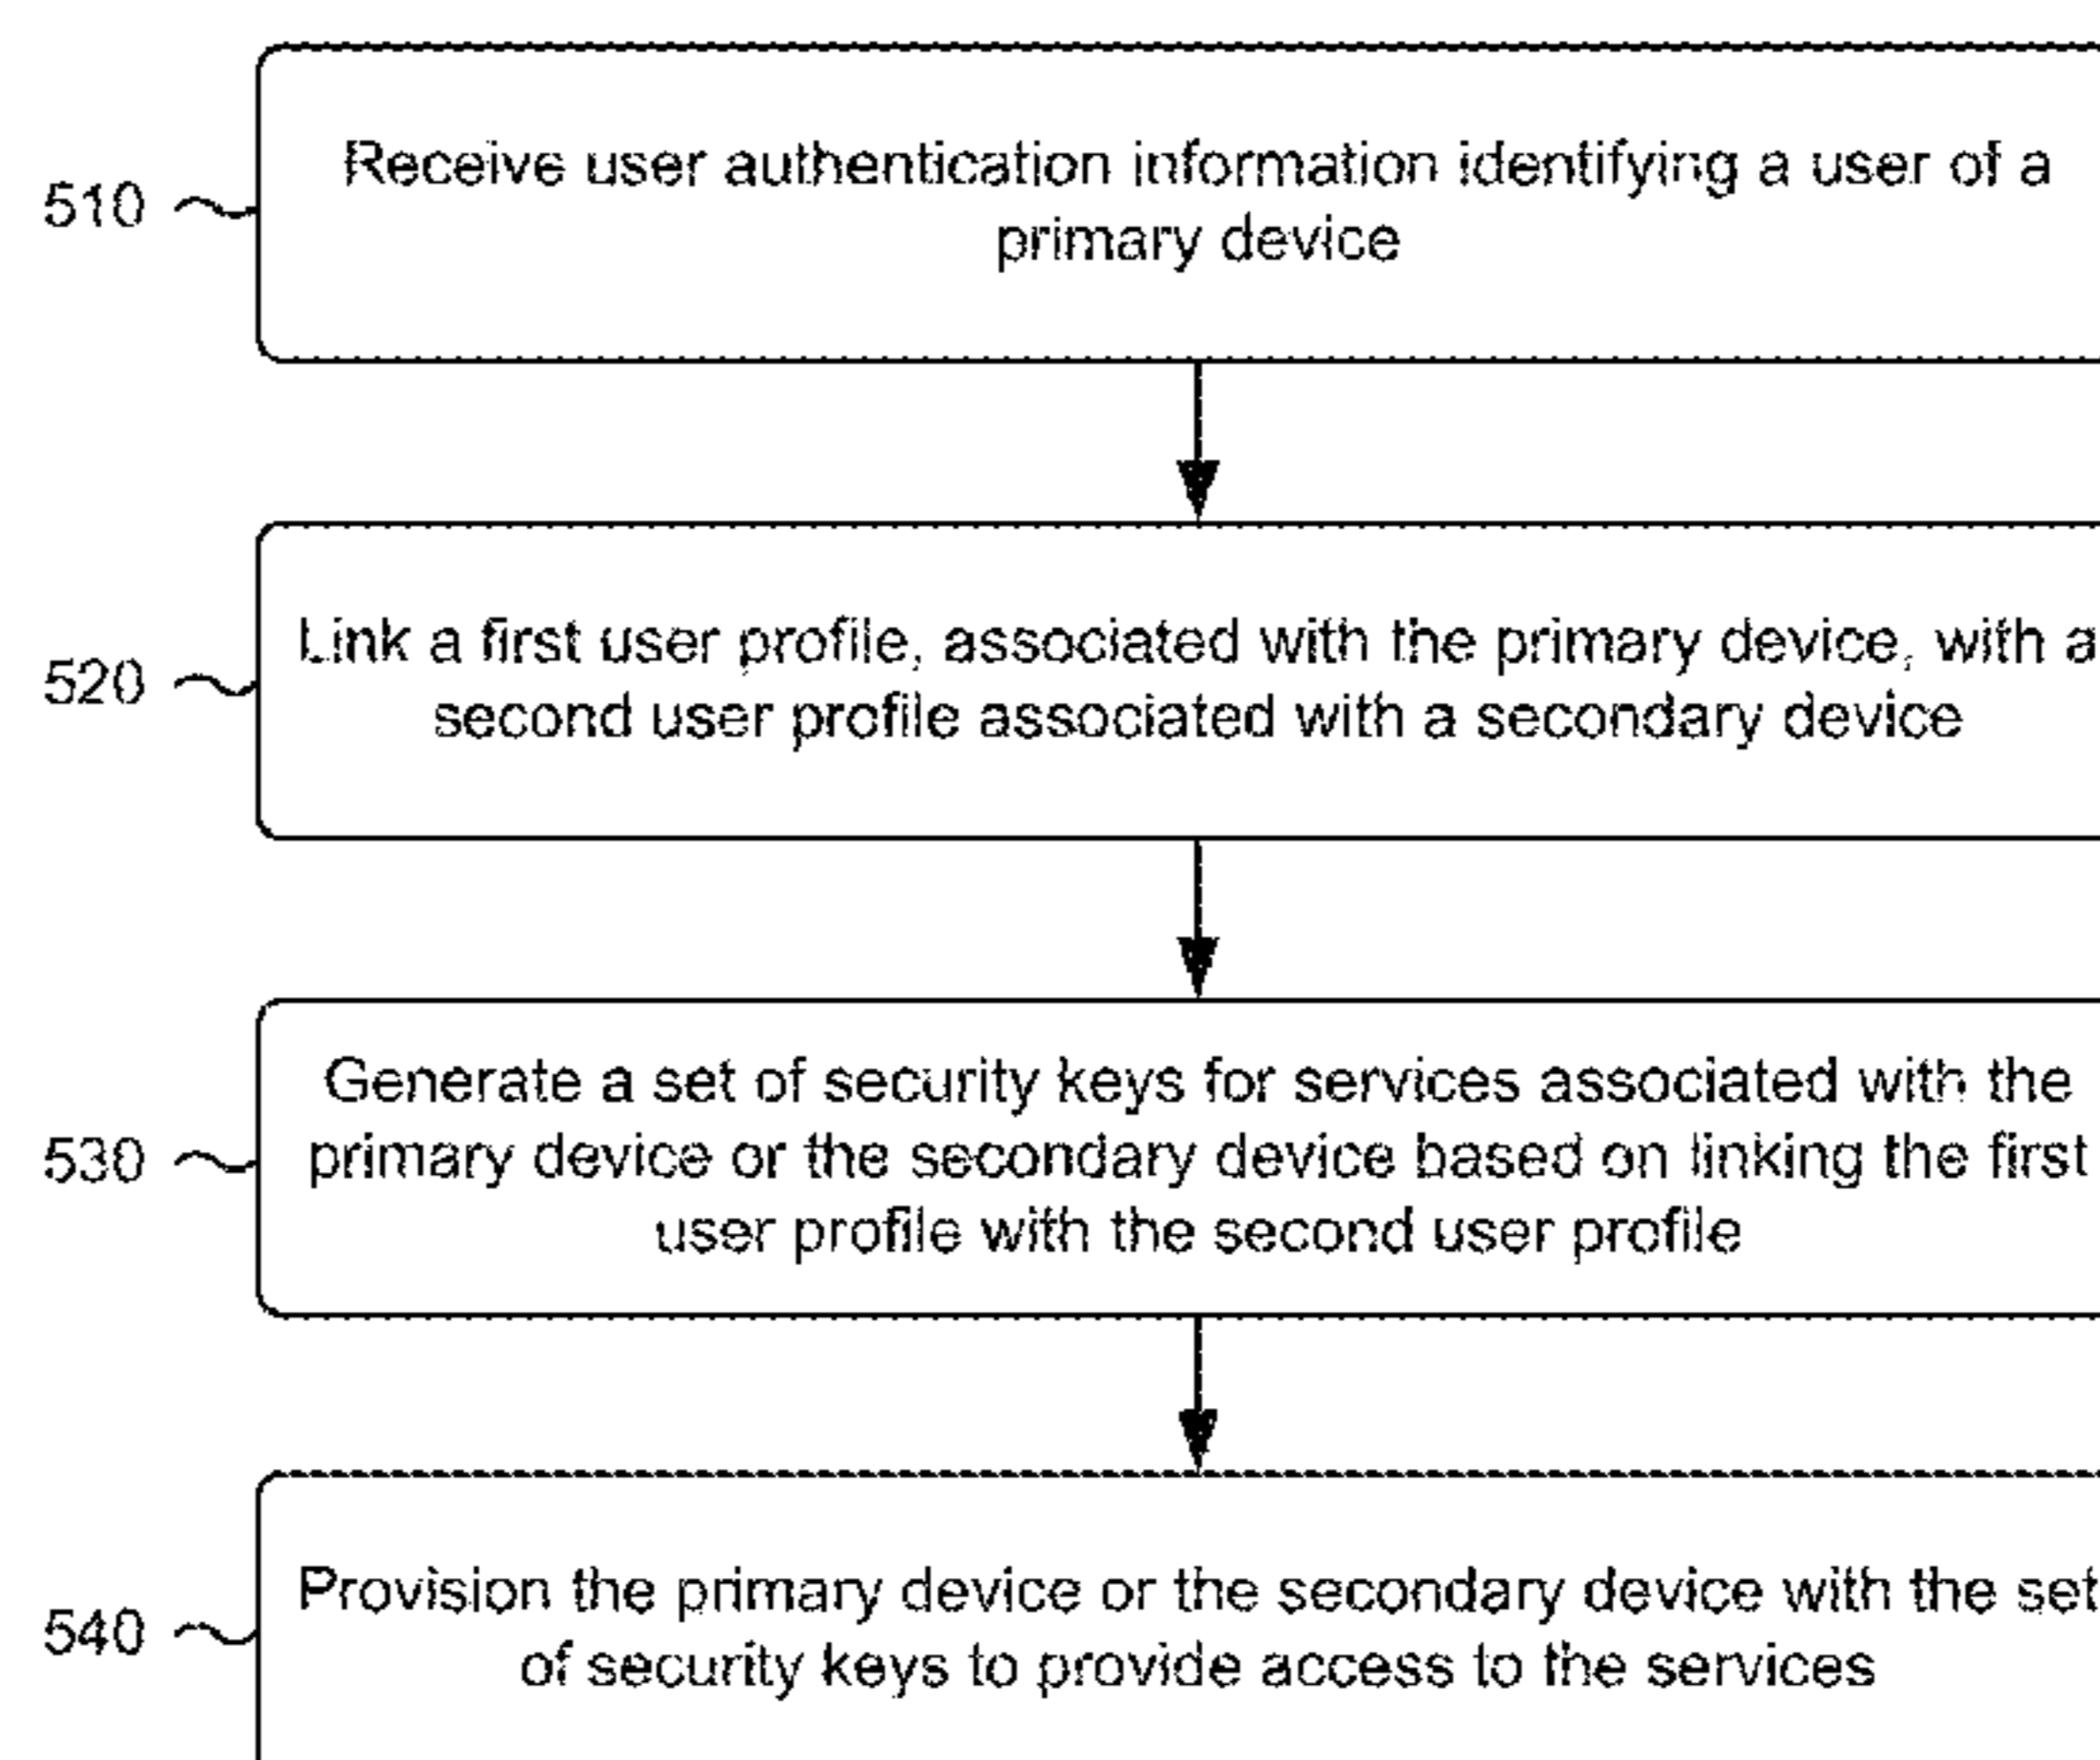 510
Receive user authentication information identifying a user of a
primary device
520
Link a first user profile, associated with the primary device, with a
second user profile associated with a secondary device
530
Generate a set of security keys for services associated with the
primary device or the secondary device based on linking the first
user profile with the second user profile
540
Provision the primary device or the secondary device with the set
of security keys to provide access to the services